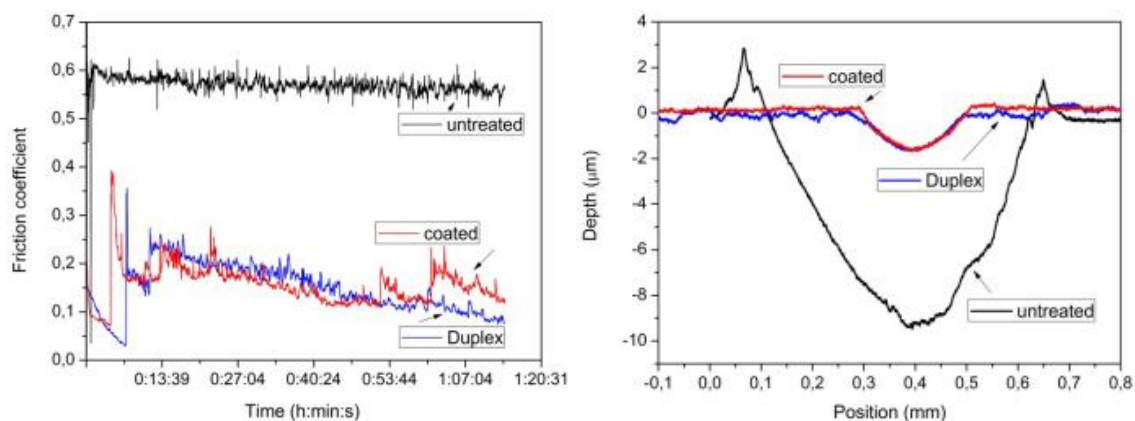 0,7
0,6
0,5
0,4
0,3
0,2
0,1
0,0
Friction coefficient
untreated
coated
Duplex
0:13:39 0:27:04 0:40:24 0:53:44 1:07:04 1:20:31
Time (h:min:s)
4
2
0
-2
-4
-6
-8
-10
Depth (μm)
coated
Duplex
untreated
-0,1 0,0 0,1 0,2 0,3 0,4 0,5 0,6 0,7 0,8
Position (mm)